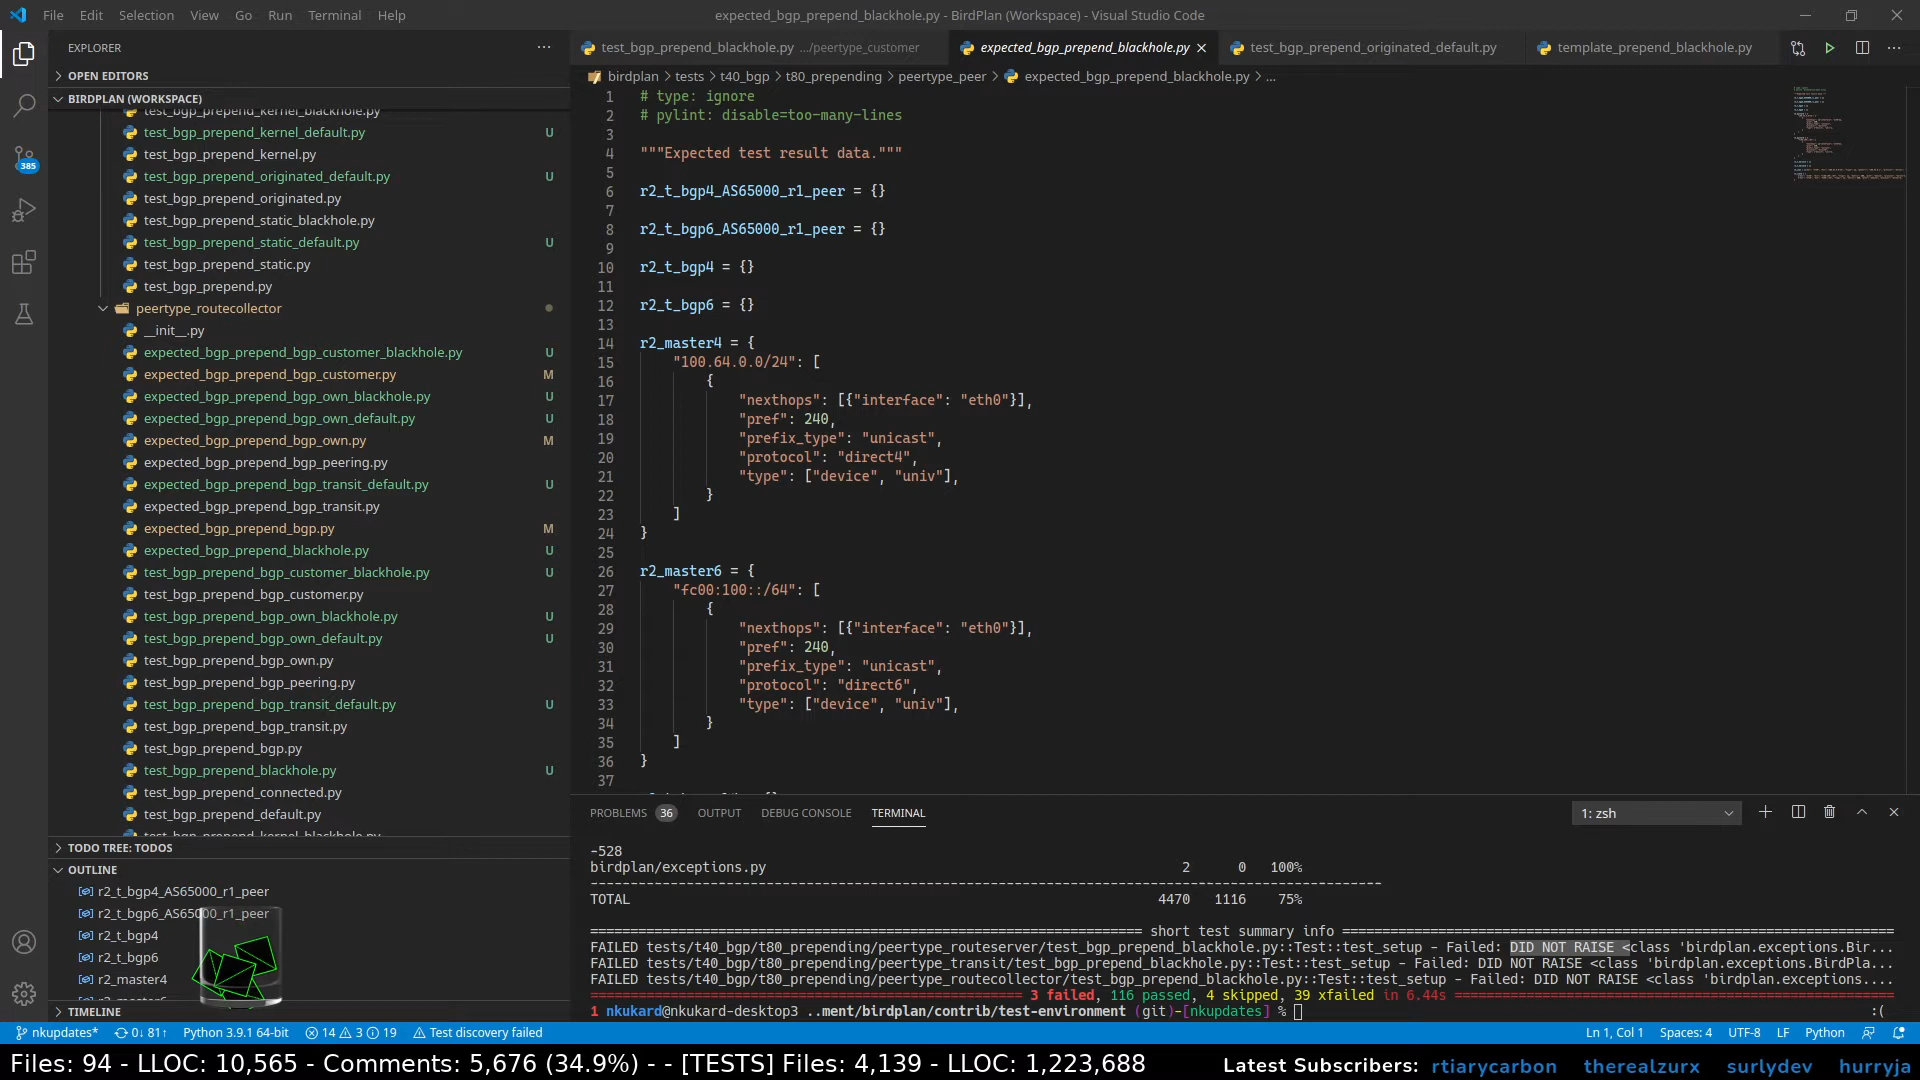 File Edit Selection View Go Run Terminal Help
expected_bgp_prepend_blackhole.py - BirdPlan (Workspace) - Visual Studio Code
EXPLORER
OPEN EDITORS
BIRDPLAN (WORKSPACE)
test_bgp_prepend_kernel_blackhole.py
test_bgp_prepend_kernel_default.py U
test_bgp_prepend_kernel.py
test_bgp_prepend_originated_default.py U
test_bgp_prepend_originated.py
test_bgp_prepend_static_blackhole.py
test_bgp_prepend_static_default.py U
test_bgp_prepend_static.py
test_bgp_prepend.py
peertype_routecollector
__init__.py
expected_bgp_prepend_bgp_customer_blackhole.py U
expected_bgp_prepend_bgp_customer.py M
expected_bgp_prepend_bgp_own_blackhole.py U
expected_bgp_prepend_bgp_own_default.py U
expected_bgp_prepend_bgp_own.py M
expected_bgp_prepend_bgp_peering.py
expected_bgp_prepend_bgp_transit_default.py U
expected_bgp_prepend_bgp_transit.py
expected_bgp_prepend_bgp.py M
expected_bgp_prepend_blackhole.py U
test_bgp_prepend_bgp_customer_blackhole.py U
test_bgp_prepend_bgp_customer.py
test_bgp_prepend_bgp_own_blackhole.py U
test_bgp_prepend_bgp_own_default.py U
test_bgp_prepend_bgp_own.py
test_bgp_prepend_bgp_peering.py
test_bgp_prepend_bgp_transit_default.py U
test_bgp_prepend_bgp_transit.py
test_bgp_prepend_bgp.py
test_bgp_prepend_blackhole.py U
test_bgp_prepend_connected.py
test_bgp_prepend_default.py
test_bgp_prepend_kernel_blackhole.py
TODO TREE: TODOS
OUTLINE
r2_t_bgp4_AS65000_r1_peer
r2_t_bgp6_AS65000_r1_peer
r2_t_bgp4
r2_t_bgp6
r2_master4
r2_master6
TIMELINE
385
test_bgp_prepend_blackhole.py .../peertype_customer
expected_bgp_prepend_blackhole.py
test_bgp_prepend_originated_default.py
template_prepend_blackhole.py
birdplan > tests > t40_bgp > t80_prepending > peertype_peer > expected_bgp_prepend_blackhole.py > ...
1 # type: ignore
2 # pylint: disable=too-many-lines
3
4 """Expected test result data."""
5
6 r2_t_bgp4_AS65000_r1_peer = {}
7
8 r2_t_bgp6_AS65000_r1_peer = {}
9
10 r2_t_bgp4 = {}
11
12 r2_t_bgp6 = {}
13
14 r2_master4 = {
15 "100.64.0.0/24": [
16 {
17 "nexthops": [{"interface": "eth0"}],
18 "pref": 240,
19 "prefix_type": "unicast",
20 "protocol": "direct4",
21 "type": ["device", "univ"],
22 }
23 ]
24 }
25
26 r2_master6 = {
27 "fc00:100::/64": [
28 {
29 "nexthops": [{"interface": "eth0"}],
30 "pref": 240,
31 "prefix_type": "unicast",
32 "protocol": "direct6",
33 "type": ["device", "univ"],
34 }
35 ]
36 }
37
PROBLEMS 36 OUTPUT DEBUG CONSOLE TERMINAL
1: zsh
-528
birdplan/exceptions.py 2 0 100%
TOTAL 4470 1116 75%
short test summary info
FAILED tests/t40_bgp/t80_prepending/peertype_routeserver/test_bgp_prepend_blackhole.py::Test::test_setup - Failed: DID NOT RAISE <class 'birdplan.exceptions.Bir...
FAILED tests/t40_bgp/t80_prepending/peertype_transit/test_bgp_prepend_blackhole.py::Test::test_setup - Failed: DID NOT RAISE <class 'birdplan.exceptions.BirdPla...
FAILED tests/t40_bgp/t80_prepending/peertype_routecollector/test_bgp_prepend_blackhole.py::Test::test_setup - Failed: DID NOT RAISE <class 'birdplan.exceptions....
3 failed, 116 passed, 4 skipped, 39 xfailed in 6.44s
1 nkukard@nkukard-desktop3 ..ment/birdplan/contrib/test-environment (git)-[nkupdates] % :(
nkupdates* 0↓ 81↑ Python 3.9.1 64-bit 14 3 19 Test discovery failed
Ln 1, Col 1 Spaces: 4 UTF-8 LF Python
Files: 94 - LLOC: 10,565 - Comments: 5,676 (34.9%) - - [TESTS] Files: 4,139 - LLOC: 1,223,688
Latest Subscribers: rtiarycarbon therealzurx surlydev hurryja